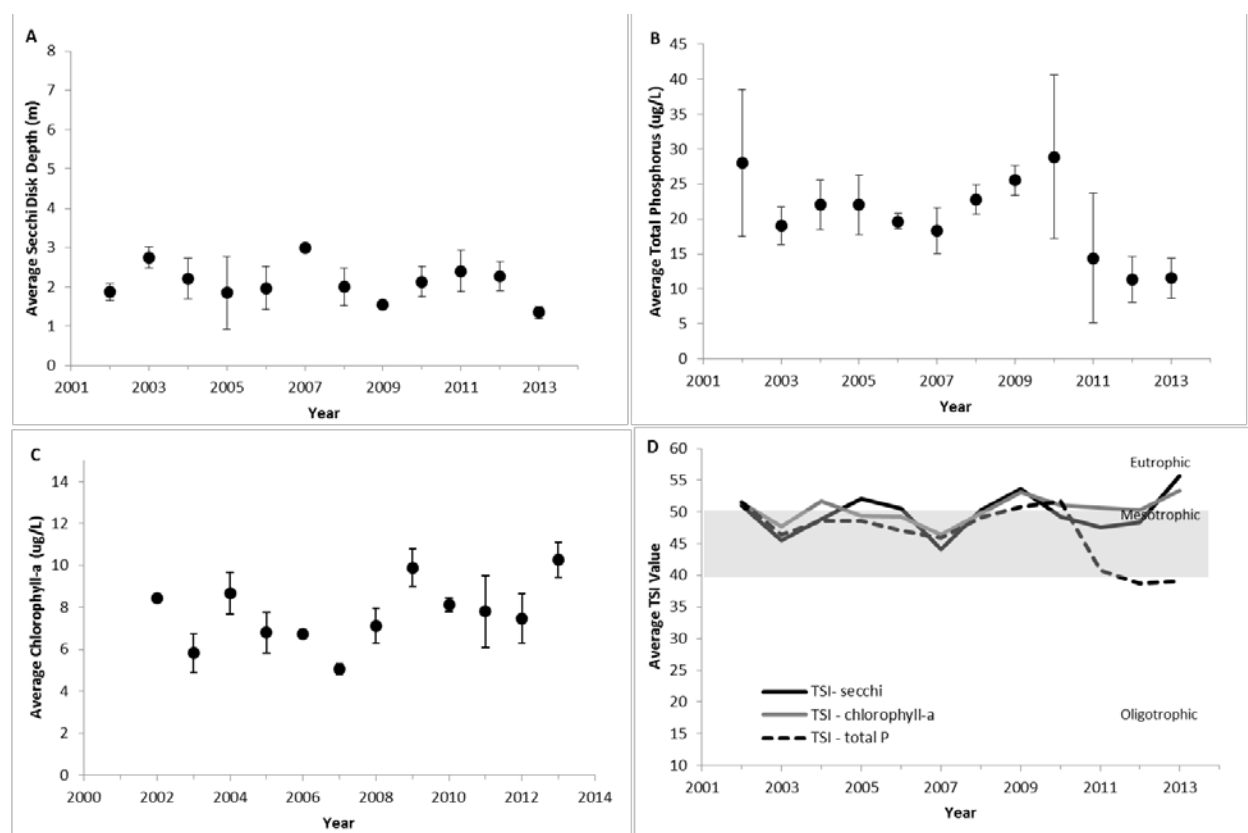 A
Average Secchi Disk Depth (m)
8
7
6
5
4
3
2
1
0
2001 2003 2005 2007 2009 2011 2013
Year
B
Average Total Phosphorus (ug/L)
45
40
35
30
25
20
15
10
5
0
2001 2003 2005 2007 2009 2011 2013
Year
C
Average Chlorophyll-a (ug/L)
14
12
10
8
6
4
2
0
2000 2002 2004 2006 2008 2010 2012 2014
Year
D
Average TSI Value
60
55
50
45
40
35
30
25
20
15
10
Eutrophic
Mesotrophic
Oligotrophic
TSI- secchi
TSI - chlorophyll-a
TSI - total P
2001 2003 2005 2007 2009 2011 2013
Year